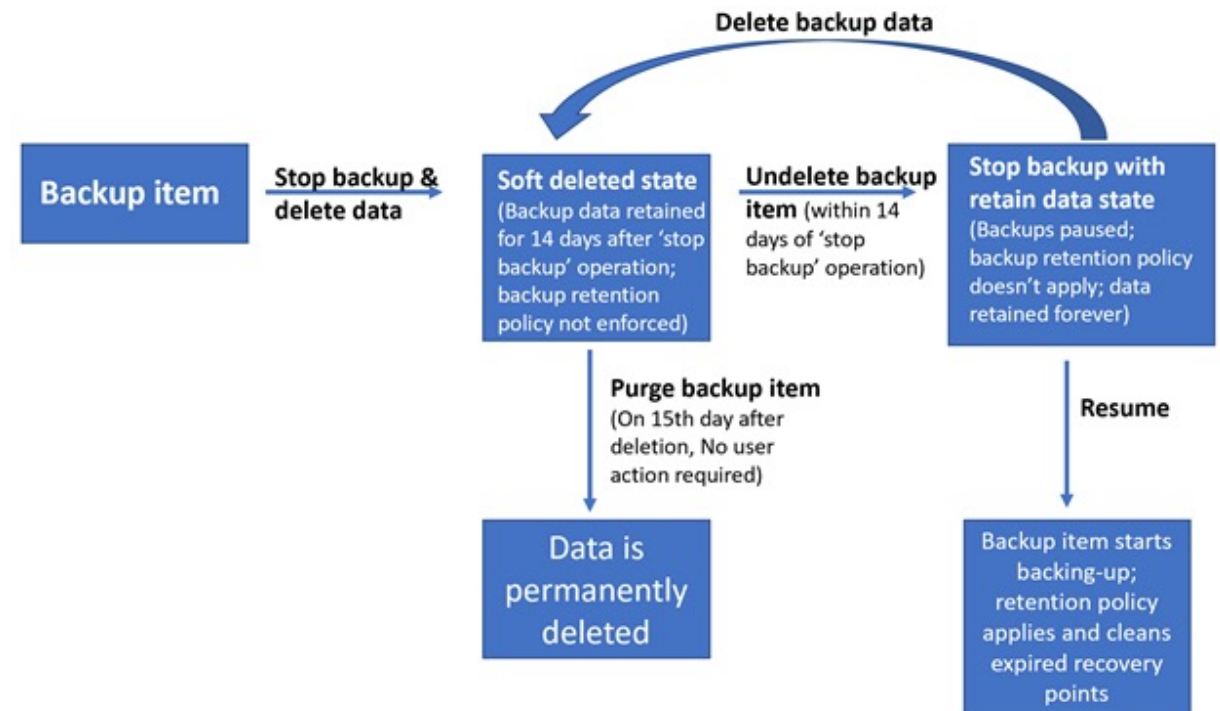 Delete backup data
Backup item
Stop backup &
delete data
Soft deleted state
(Backup data retained
for 14 days after ‘stop
backup’ operation;
backup retention
policy not enforced)
Undelete backup
item (within 14
days of ‘stop
backup’ operation)
Stop backup with
retain data state
(Backups paused;
backup retention policy
doesn’t apply; data
retained forever)
Purge backup item
(On 15th day after
deletion, No user
action required)
Resume
Data is
permanently
deleted
Backup item starts
backing-up;
retention policy
applies and cleans
expired recovery
points